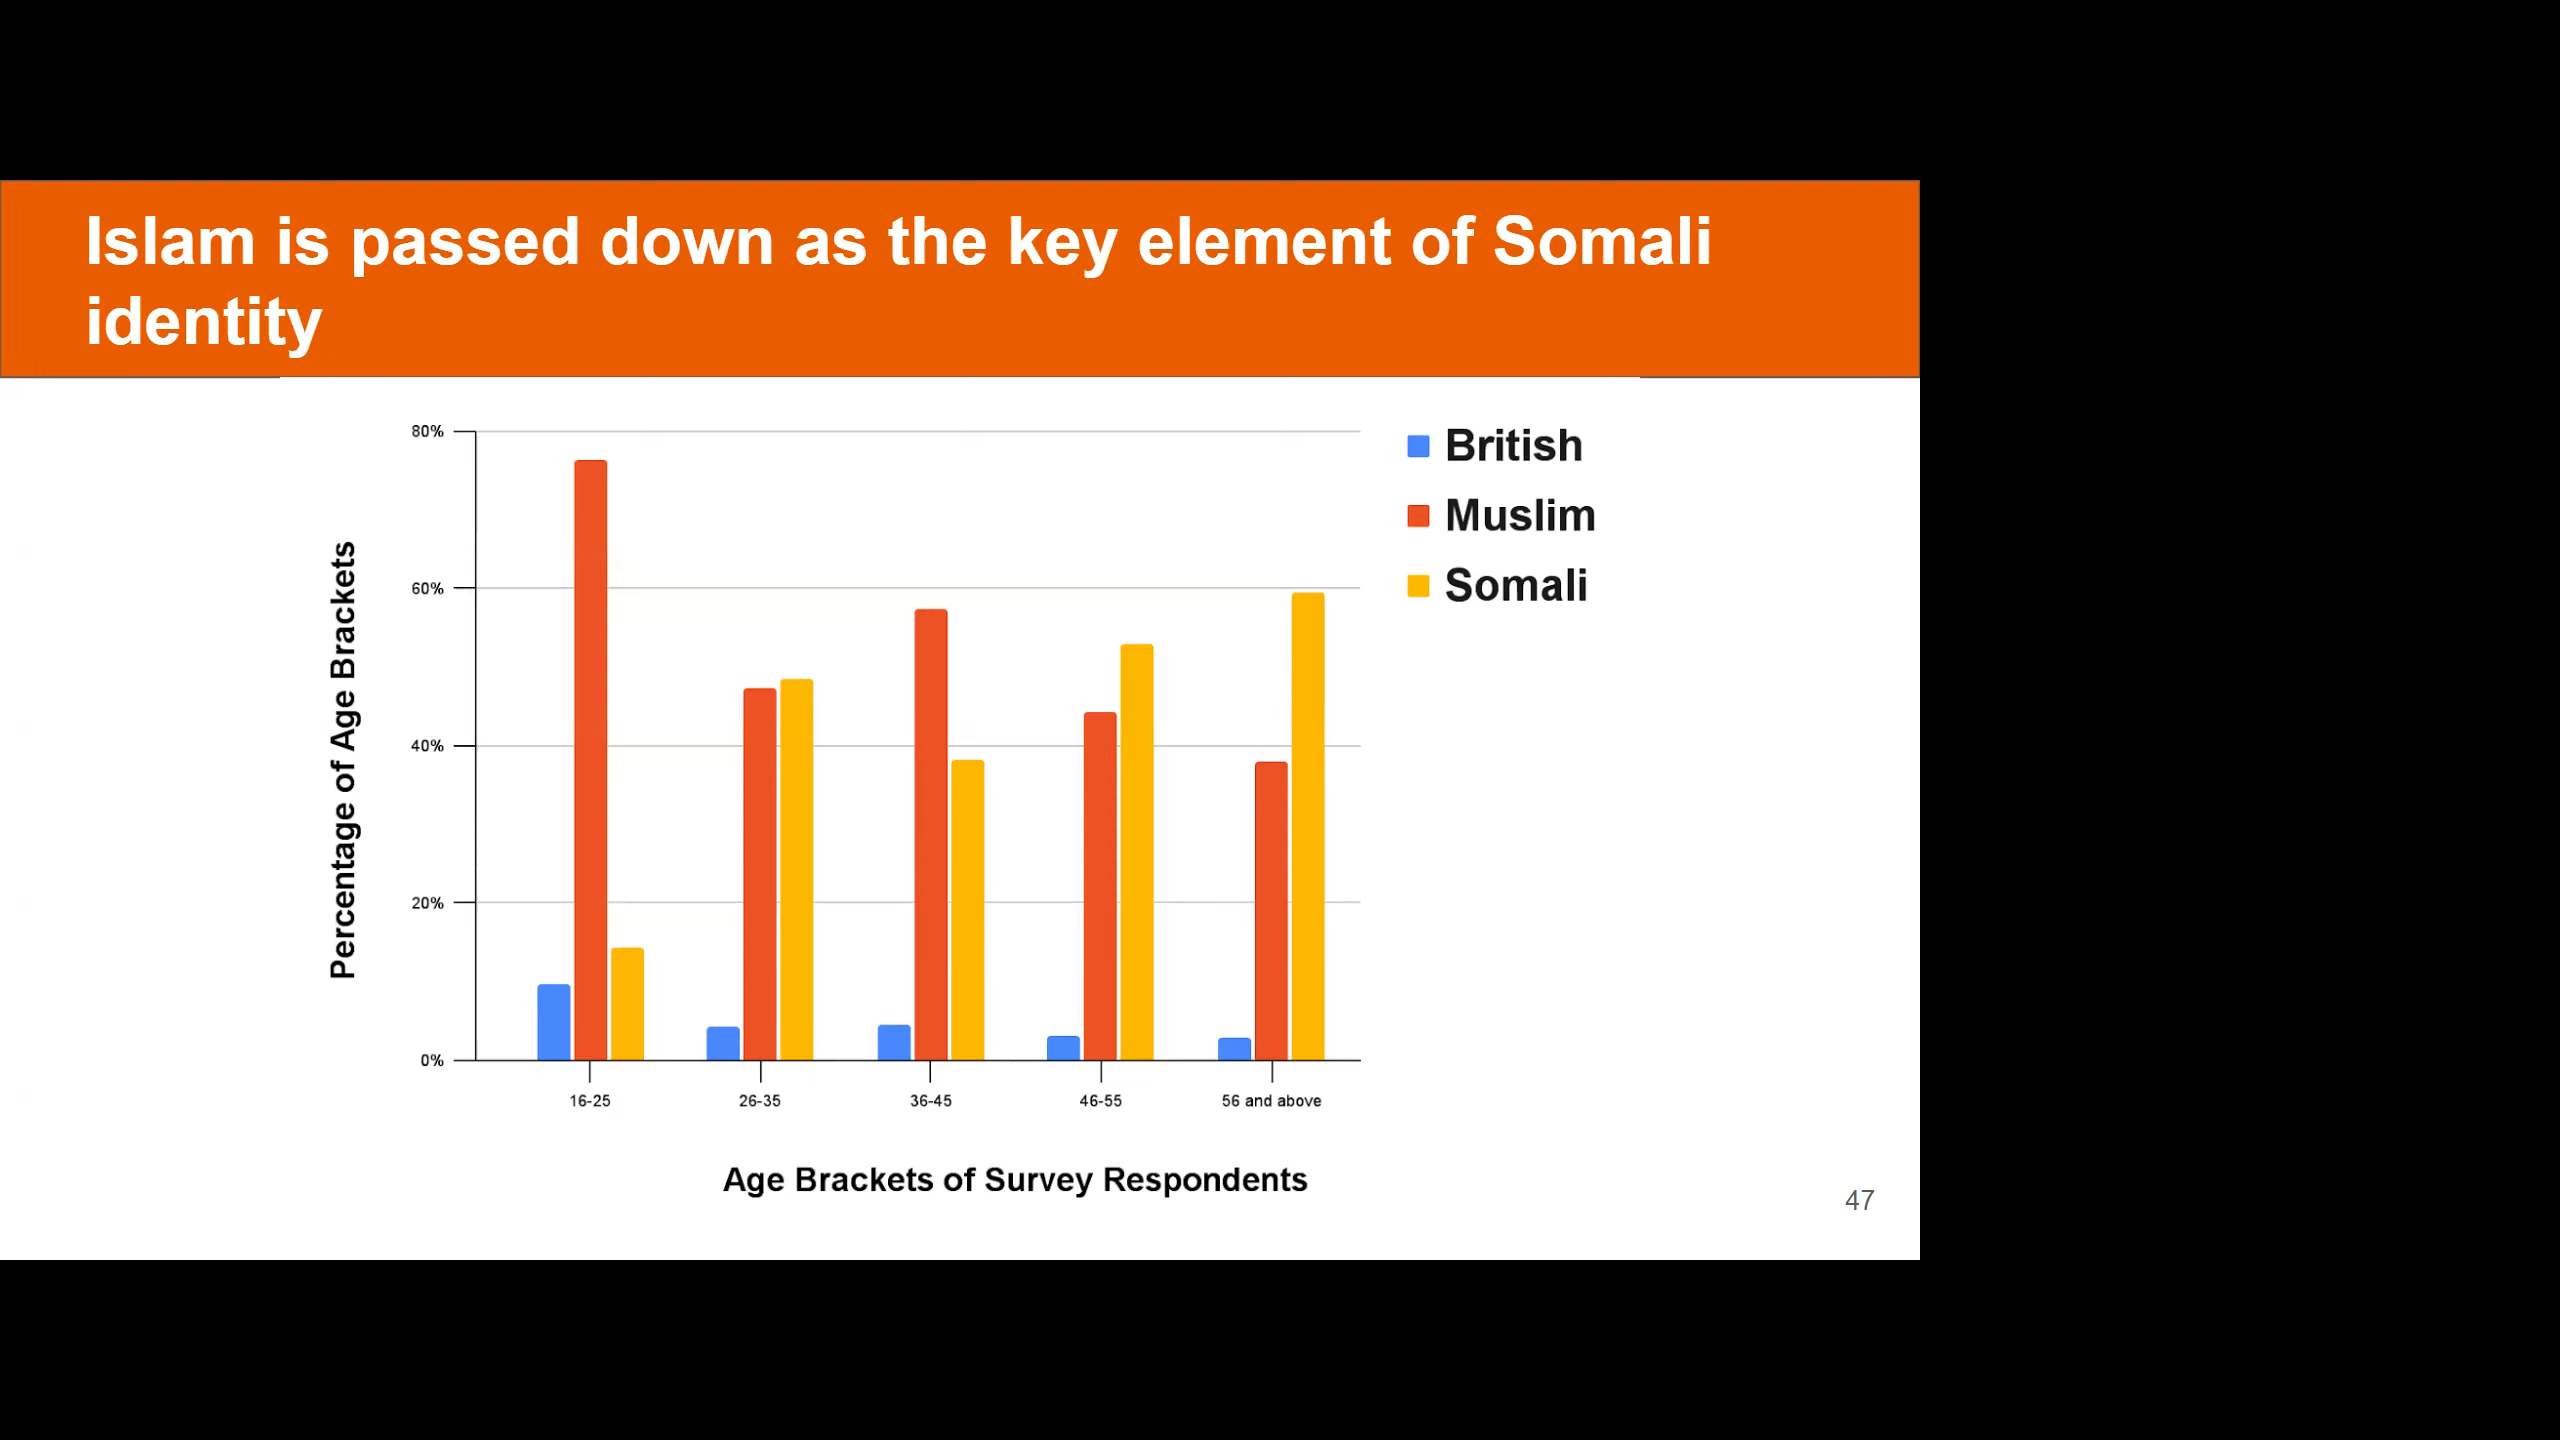 Islam is passed down as the key element of Somali
identity
British
Muslim
Somali
Percentage of Age Brackets
80%
60%
40%
20%
0%
16-25 26-35 36-45 46-55 56 and above
Age Brackets of Survey Respondents
47